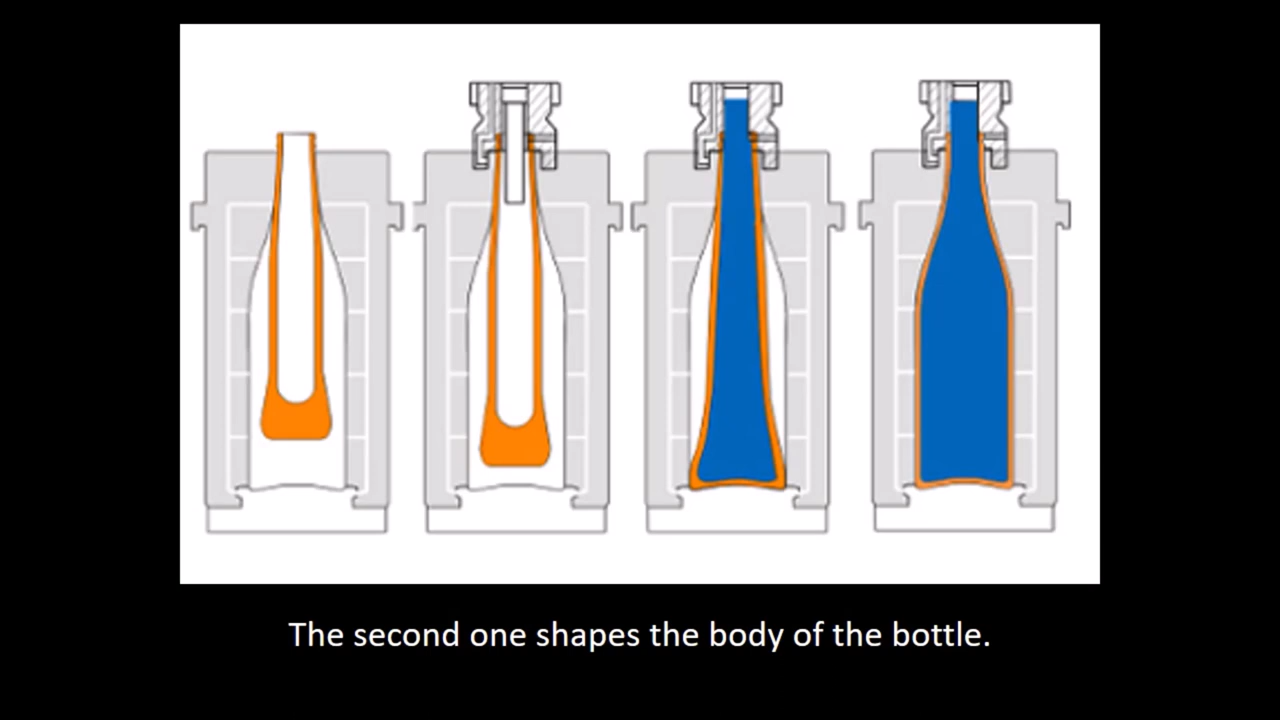 The second one shapes the body of the bottle.